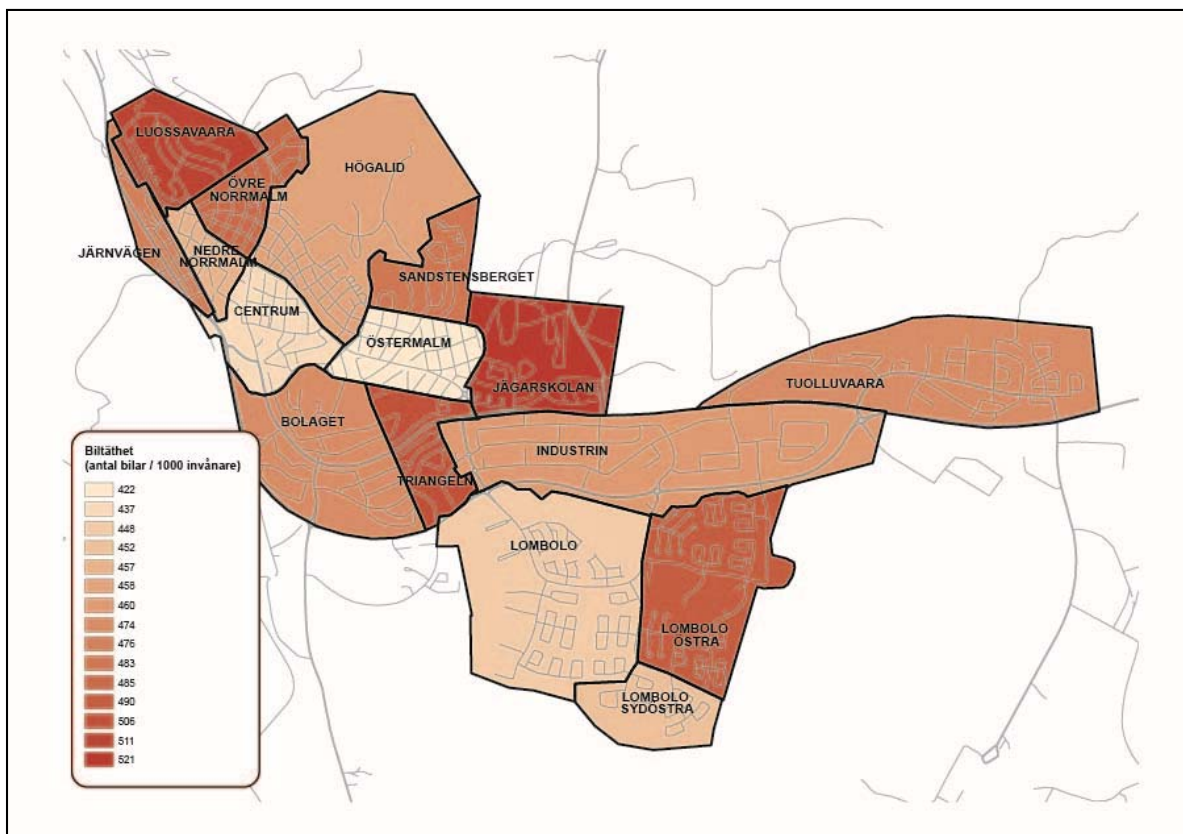 LUOSSAVAARA
ÖVRE
NORRMALM
HÖGALID
JÄRNVÄGEN
NEDRE
NORRMALM
SANDSTENSBERGET
CENTRUM
ÖSTERMALM
JÄGARSKOLAN
TUOLLUVAARA
BOLAGET
INDUSTRIN
TRIANGELN
LOMBOLO
LOMBOLO
ÖSTRA
LOMBOLO
SYDÖSTRA
Biltäthet
(antal bilar / 1000 invånare)
422
437
448
452
457
458
460
474
476
483
485
490
506
511
521